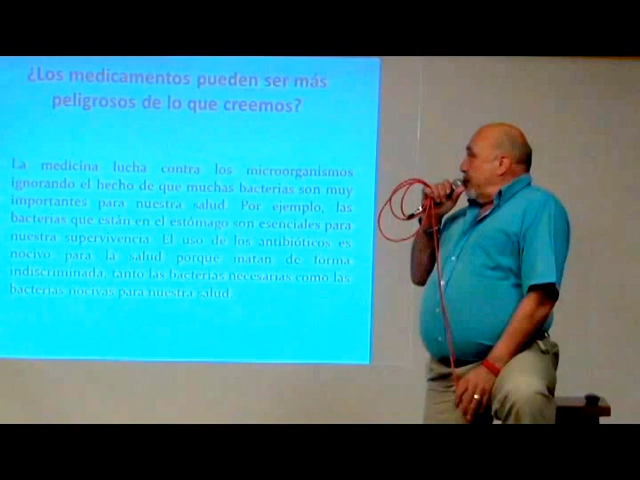 ¿Los medicamentos pueden ser más
peligrosos de lo que creemos?
La medicina lucha contra los microorganismos
ignorando el hecho de que muchas bacterias son muy
importantes para nuestra salud. Por ejemplo, las
bacterias que están en el estómago son esenciales para
nuestra supervivencia. El uso de los antibióticos es
nocivo para la salud porque matan de forma
indiscriminada, tanto las bacterias necesarias como las
bacterias nocivas para nuestra salud.